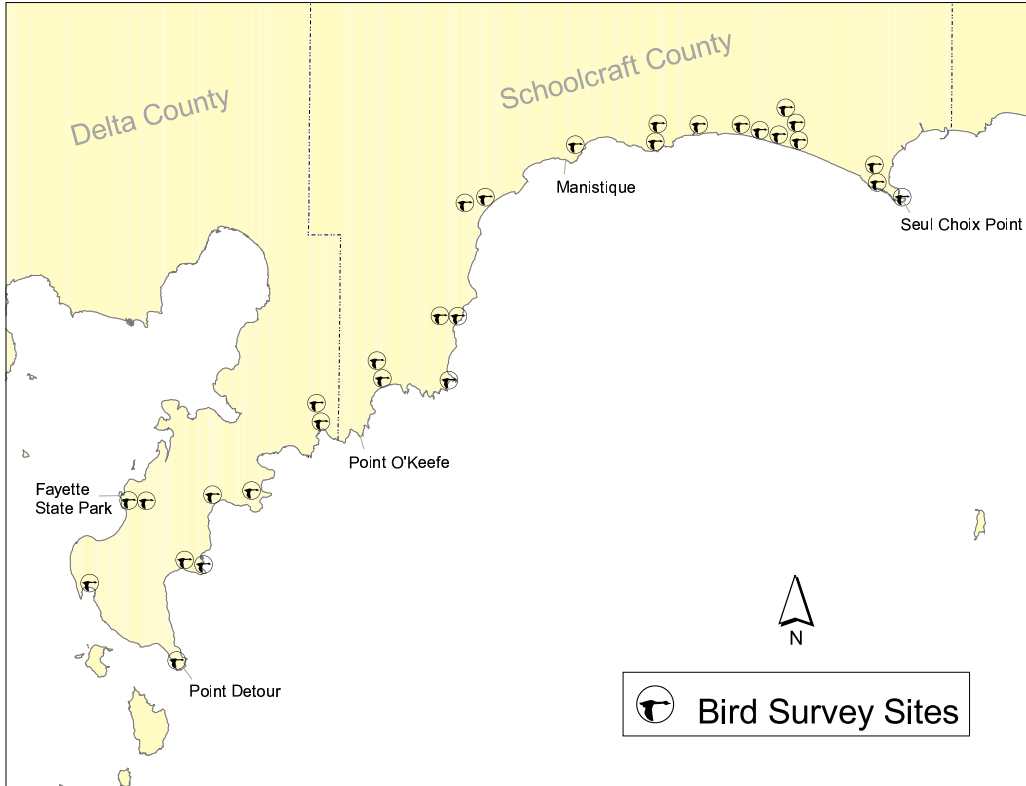 Schoolcraft County
Delta County
Manistique
Seul Choix Point
Point O'Keefe
Fayette
State Park
N
Point Detour
Bird Survey Sites